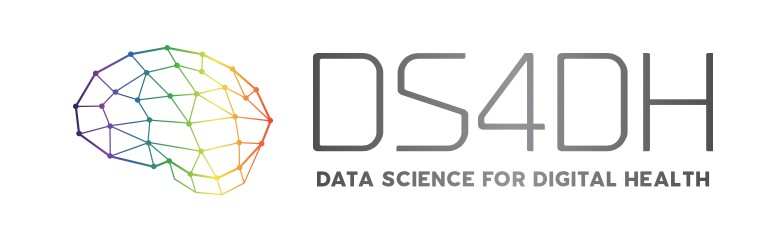 DS4DH
DATA SCIENCE FOR DIGITAL HEALTH